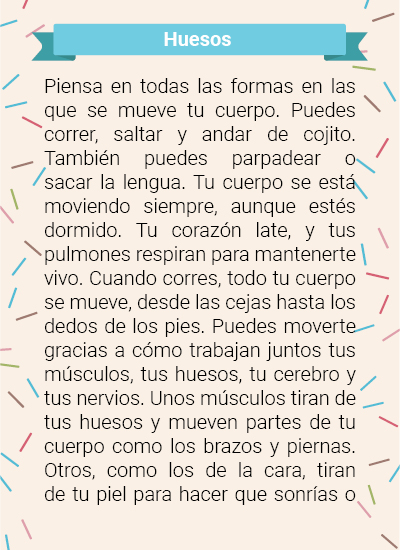 Huesos
Piensa en todas las formas en las
que se mueve tu cuerpo. Puedes
correr, saltar y andar de cojito.
También puedes parpadear o
sacar la lengua. Tu cuerpo se está
moviendo siempre, aunque estés
dormido. Tu corazón late, y tus
pulmones respiran para mantenerte
vivo. Cuando corres, todo tu cuerpo
se mueve, desde las cejas hasta los
dedos de los pies. Puedes moverte
gracias a cómo trabajan juntos tus
músculos, tus huesos, tu cerebro y
tus nervios. Unos músculos tiran de
tus huesos y mueven partes de tu
cuerpo como los brazos y piernas.
Otros, como los de la cara, tiran
de tu piel para hacer que sonrías o